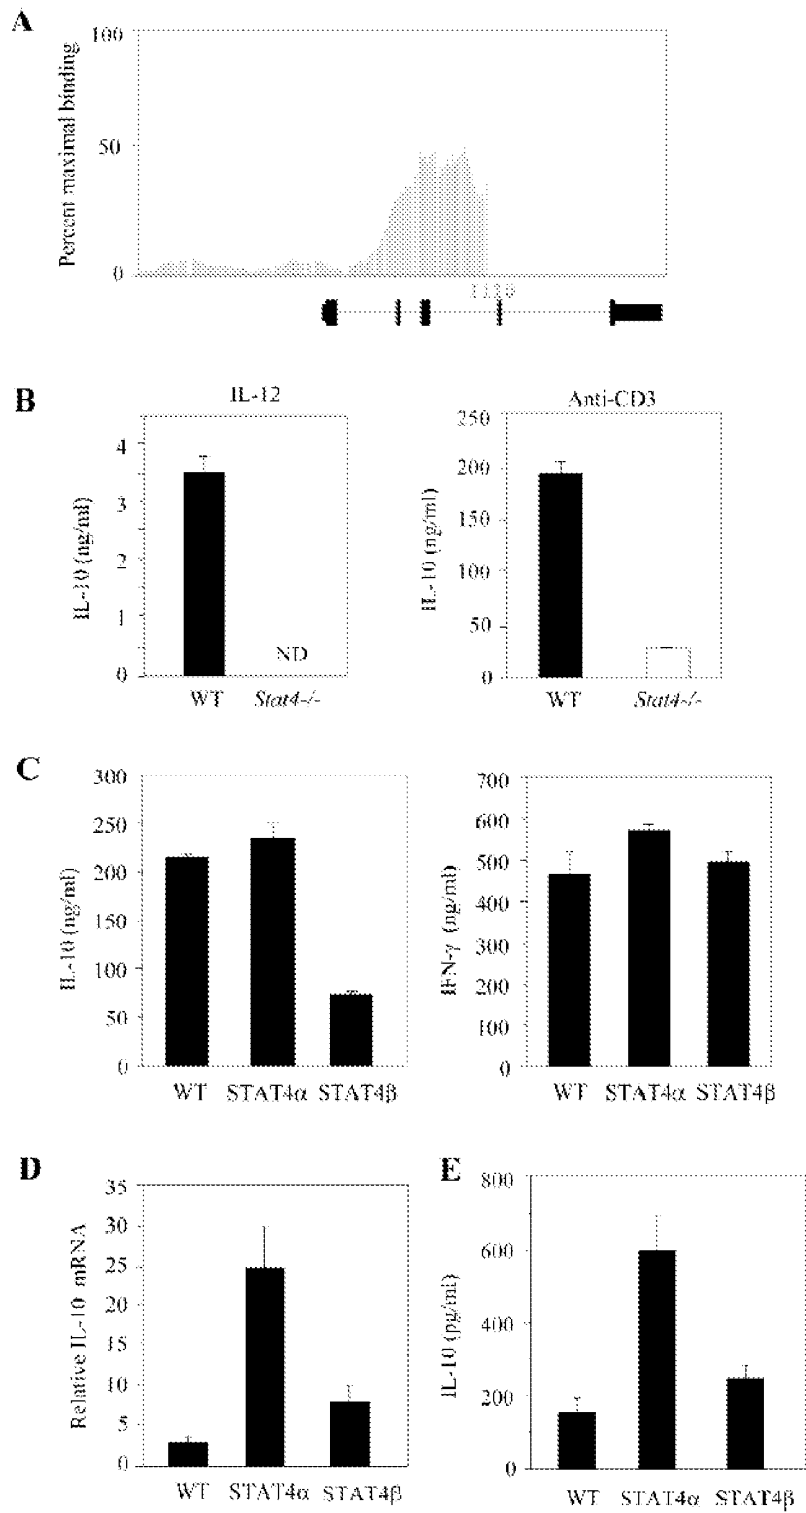 A
100
50
0
Percent maximal binding
B
IL-12
4
3
2
1
0
IL-10 (ng/ml)
ND
WT Stat4-/-
Anti-CD3
250
200
150
100
50
0
IL-10 (ng/ml)
WT Stat4-/-
C
300
250
200
150
100
50
0
IL-10 (ng/ml)
WT STAT4α STAT4β
700
600
500
400
300
200
100
0
IFN-γ (ng/ml)
WT STAT4α STAT4β
D
35
30
25
20
15
10
5
0
Relative IL-10 mRNA
WT STAT4α STAT4β
E
800
600
400
200
0
IL-10 (pg/ml)
WT STAT4α STAT4β